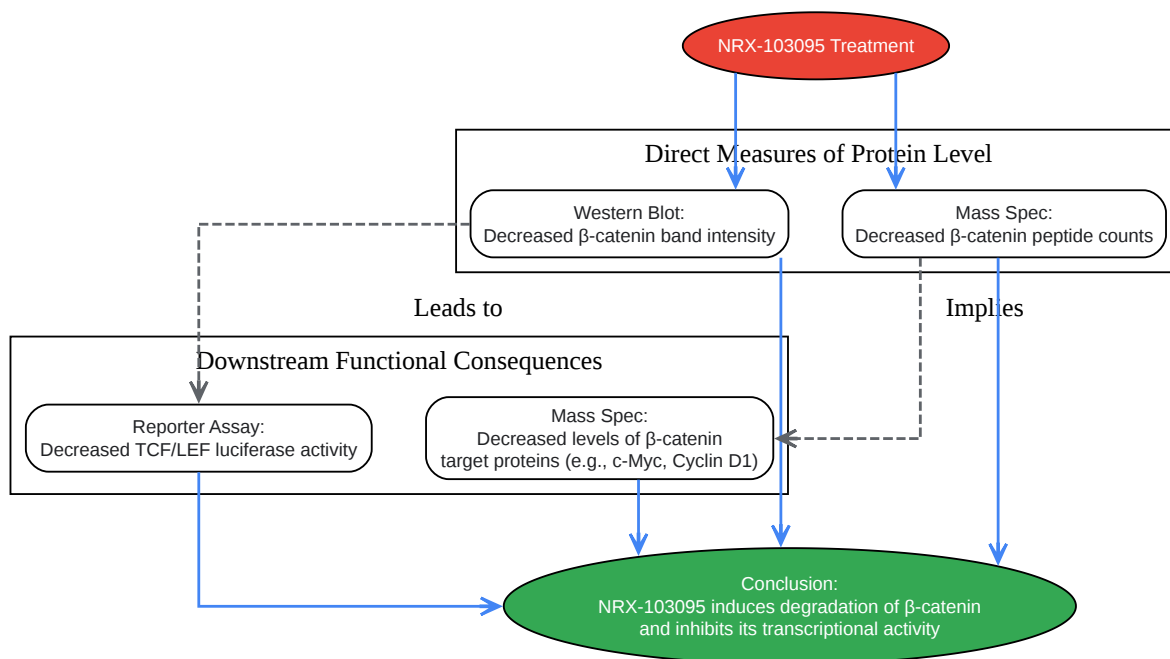 NRX-103095 Treatment
Direct Measures of Protein Level
Western Blot:
Decreased β-catenin band intensity
Mass Spec:
Decreased β-catenin peptide counts
Leads to
Implies
Downstream Functional Consequences
Reporter Assay:
Decreased TCF/LEF luciferase activity
Mass Spec:
Decreased levels of β-catenin
target proteins (e.g., c-Myc, Cyclin D1)
Conclusion:
NRX-103095 induces degradation of β-catenin
and inhibits its transcriptional activity